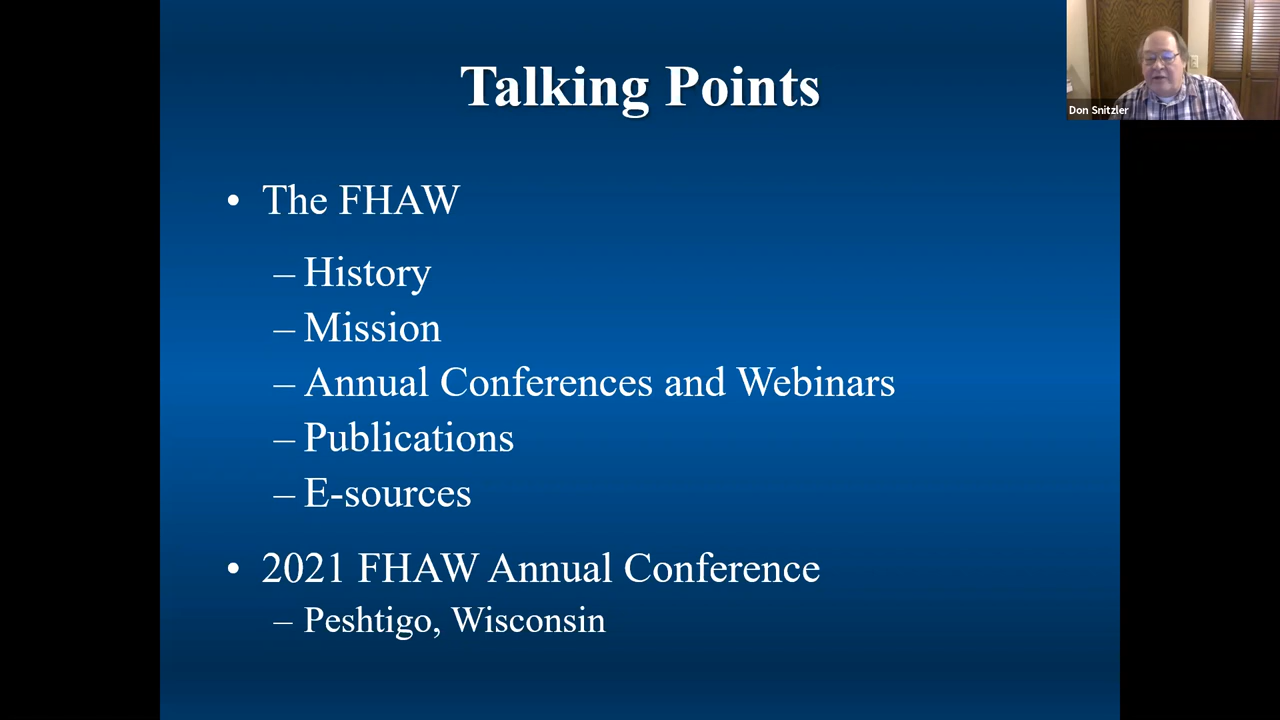 Talking Points
Don Snitzler
• The FHAW
– History
– Mission
– Annual Conferences and Webinars
– Publications
– E-sources
• 2021 FHAW Annual Conference
– Peshtigo, Wisconsin